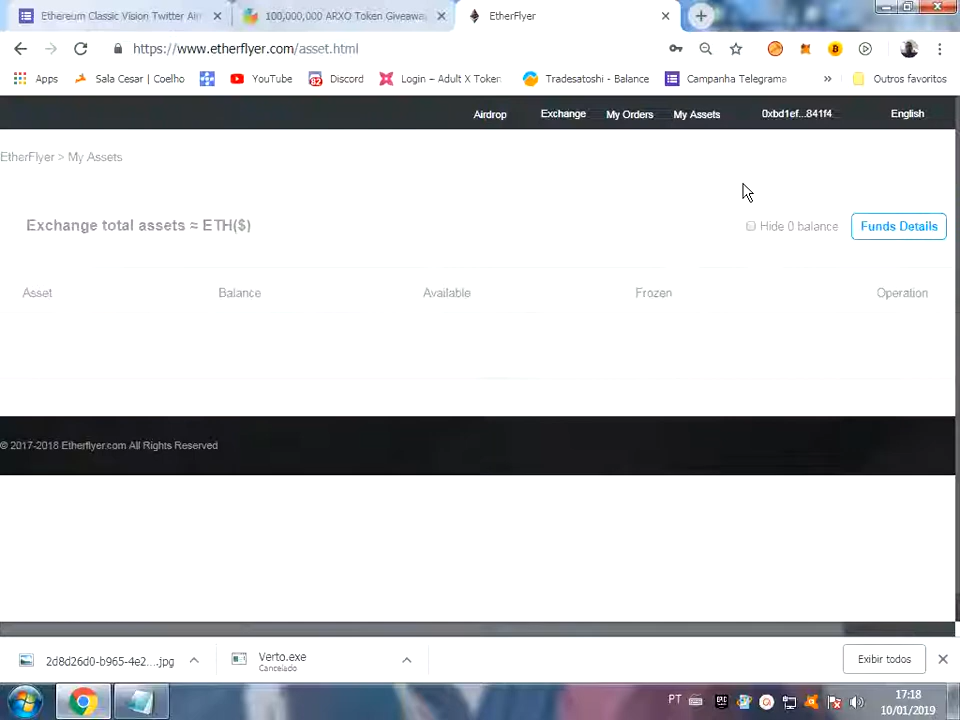 Ethereum Classic Vision Twitter Air
100,000,000 ARXO Token Giveaway
EtherFlyer
https://www.etherflyer.com/asset.html
Apps
Sala Cesar | Coelho
YouTube
82
Discord
Login – Adult X Token
Tradesatoshi - Balance
Campanha Telegrama
»
Outros favoritos
Airdrop
Exchange
My Orders
My Assets
0xbd1ef...841f4
English
EtherFlyer > My Assets
Exchange total assets ≈ ETH($)
Hide 0 balance
Funds Details
Asset
Balance
Available
Frozen
Operation
© 2017-2018 Etherflyer.com All Rights Reserved
2d8d26d0-b965-4e2....jpg
Verto.exe
Cancelado
Exibir todos
PT
17:18
10/01/2019